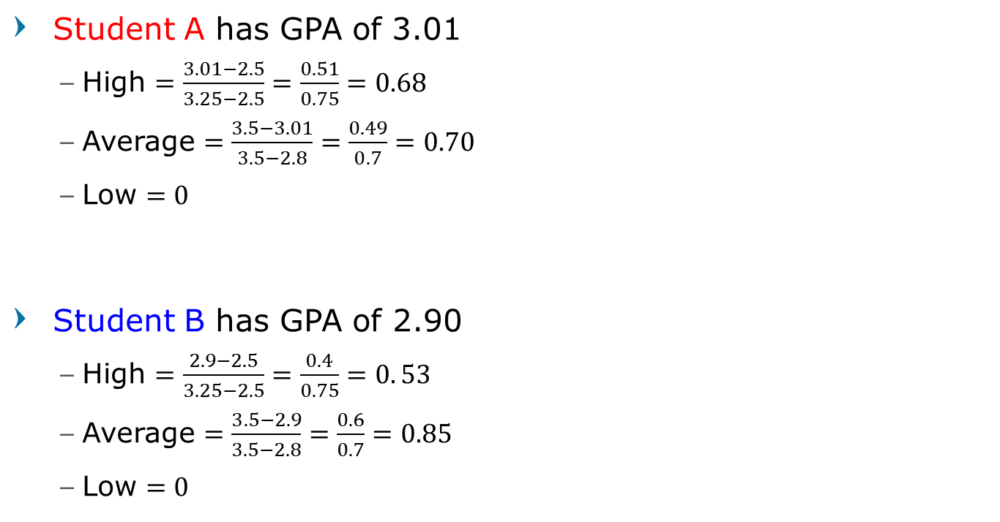 Student A has GPA of 3.01
– High = \frac{3.01−2.5}{3.25−2.5} = \frac{0.51}{0.75} = 0.68
– Average = \frac{3.5−3.01}{3.5−2.8} = \frac{0.49}{0.7} = 0.70
– Low = 0
Student B has GPA of 2.90
– High = \frac{2.9−2.5}{3.25−2.5} = \frac{0.4}{0.75} = 0.53
– Average = \frac{3.5−2.9}{3.5−2.8} = \frac{0.6}{0.7} = 0.85
– Low = 0